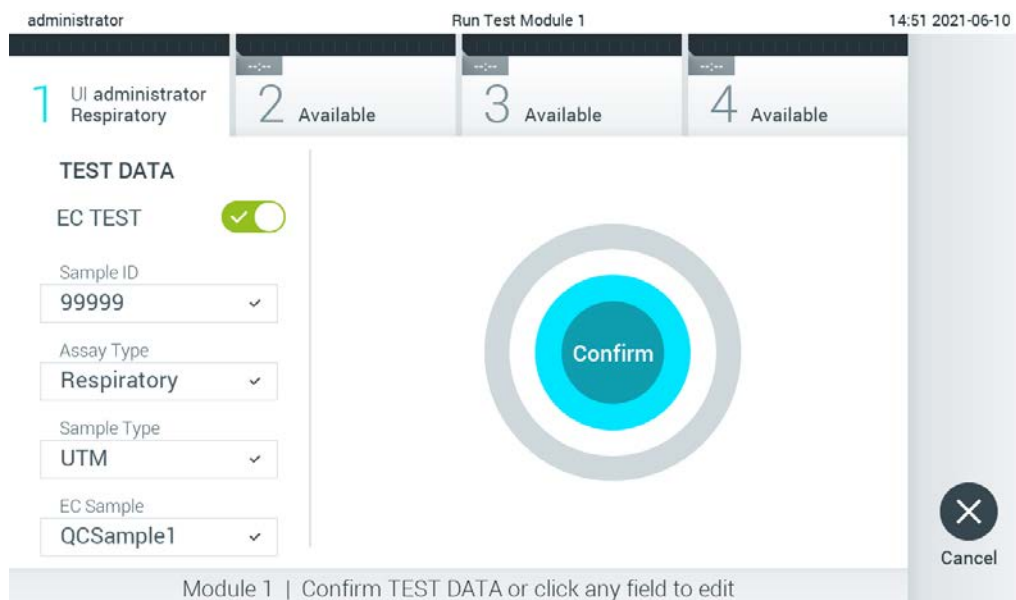 administrator Run Test Module 1 14:51 2021-06-10
--:-- --:-- --:--
1 UI administrator Respiratory
2 Available
3 Available
4 Available
TEST DATA
EC TEST
Sample ID
99999
Assay Type
Respiratory
Sample Type
UTM
EC Sample
QCSample1
Confirm
Cancel
Module 1 | Confirm TEST DATA or click any field to edit